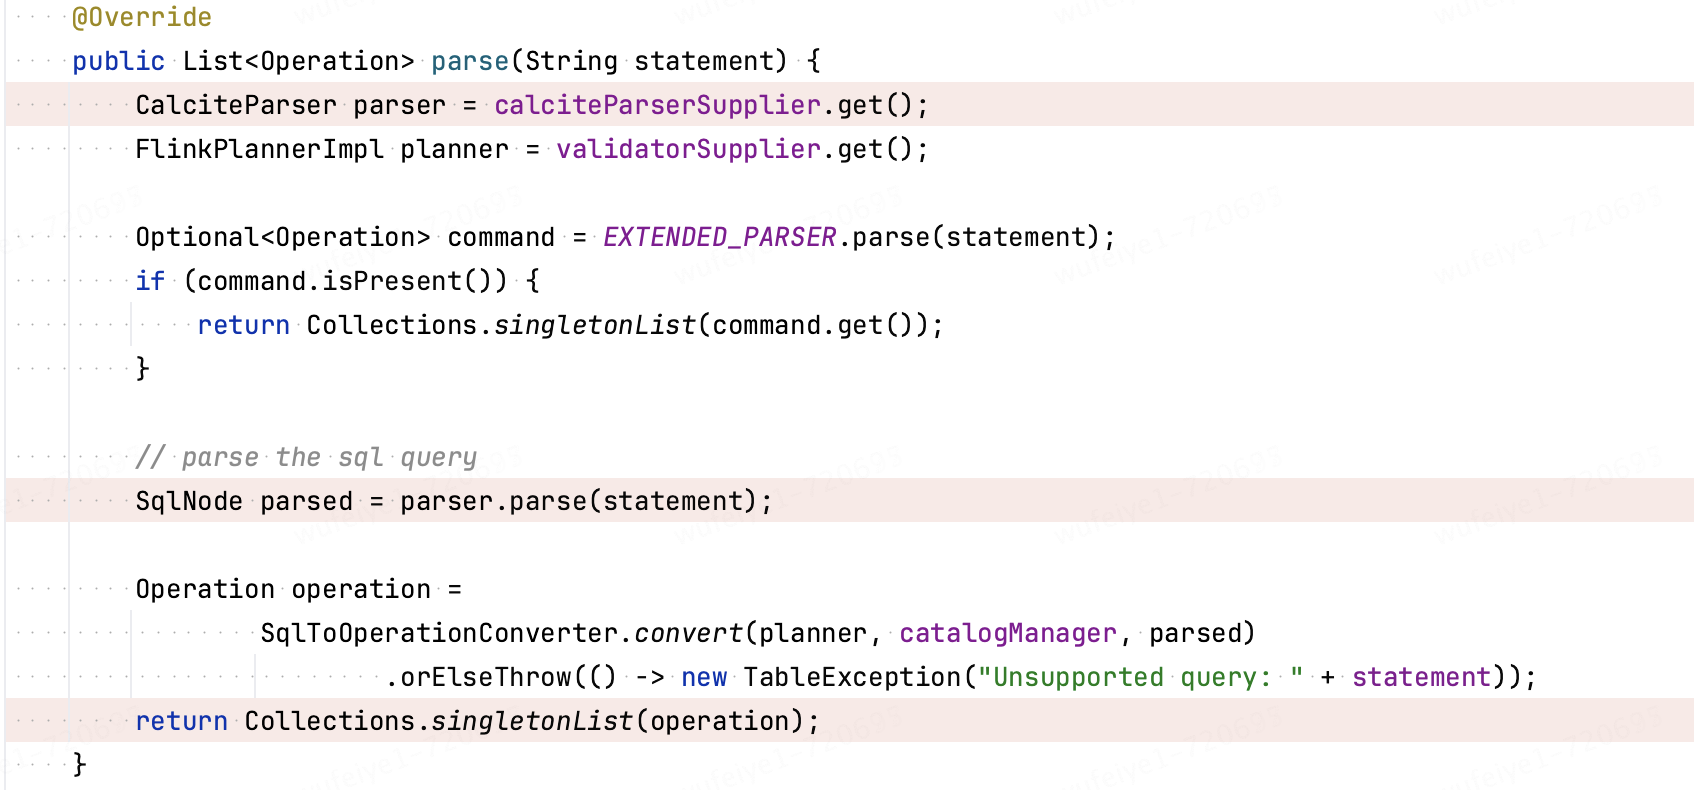 @Override
public List<Operation> parse(String statement) {
CalciteParser parser = calciteParserSupplier.get();
FlinkPlannerImpl planner = validatorSupplier.get();
Optional<Operation> command = EXTENDED_PARSER.parse(statement);
if (command.isPresent()) {
return Collections.singletonList(command.get());
}
// parse the sql query
SqlNode parsed = parser.parse(statement);
Operation operation =
SqlToOperationConverter.convert(planner, catalogManager, parsed)
.orElseThrow(() -> new TableException("Unsupported query: " + statement));
return Collections.singletonList(operation);
}